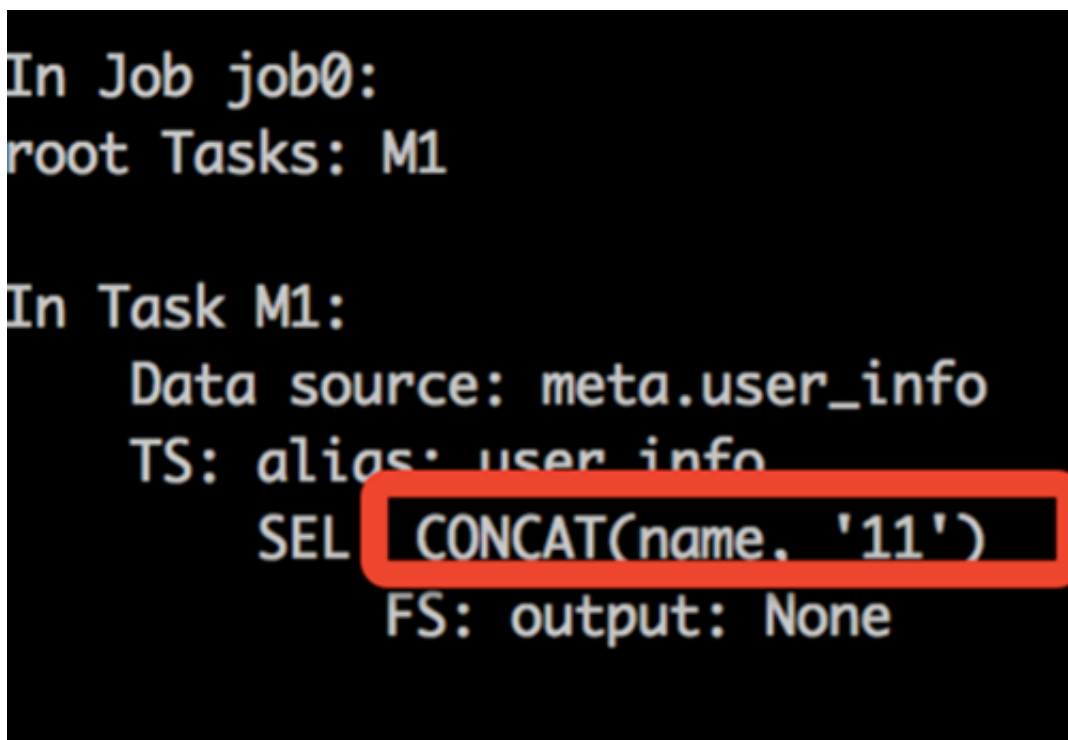 In Job job0:
root Tasks: M1
In Task M1:
Data source: meta.user_info
TS: alias: user_info
SEL CONCAT(name, '11')
FS: output: None